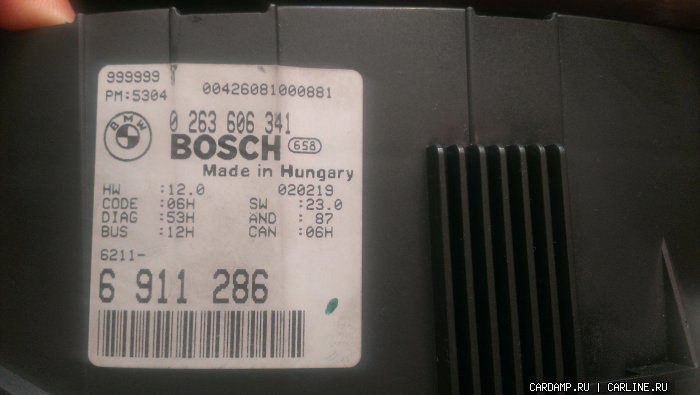 999999
PM:5304
00426081000881
BMW
0 263 606 341
BOSCH 658
Made in Hungary
HW :12.0 020219
CODE :06H SW :23.0
DIAG :53H AND : 87
BUS :12H CAN :06H
6211-
6 911 286
CARDAMP.RU | CARLINE.RU